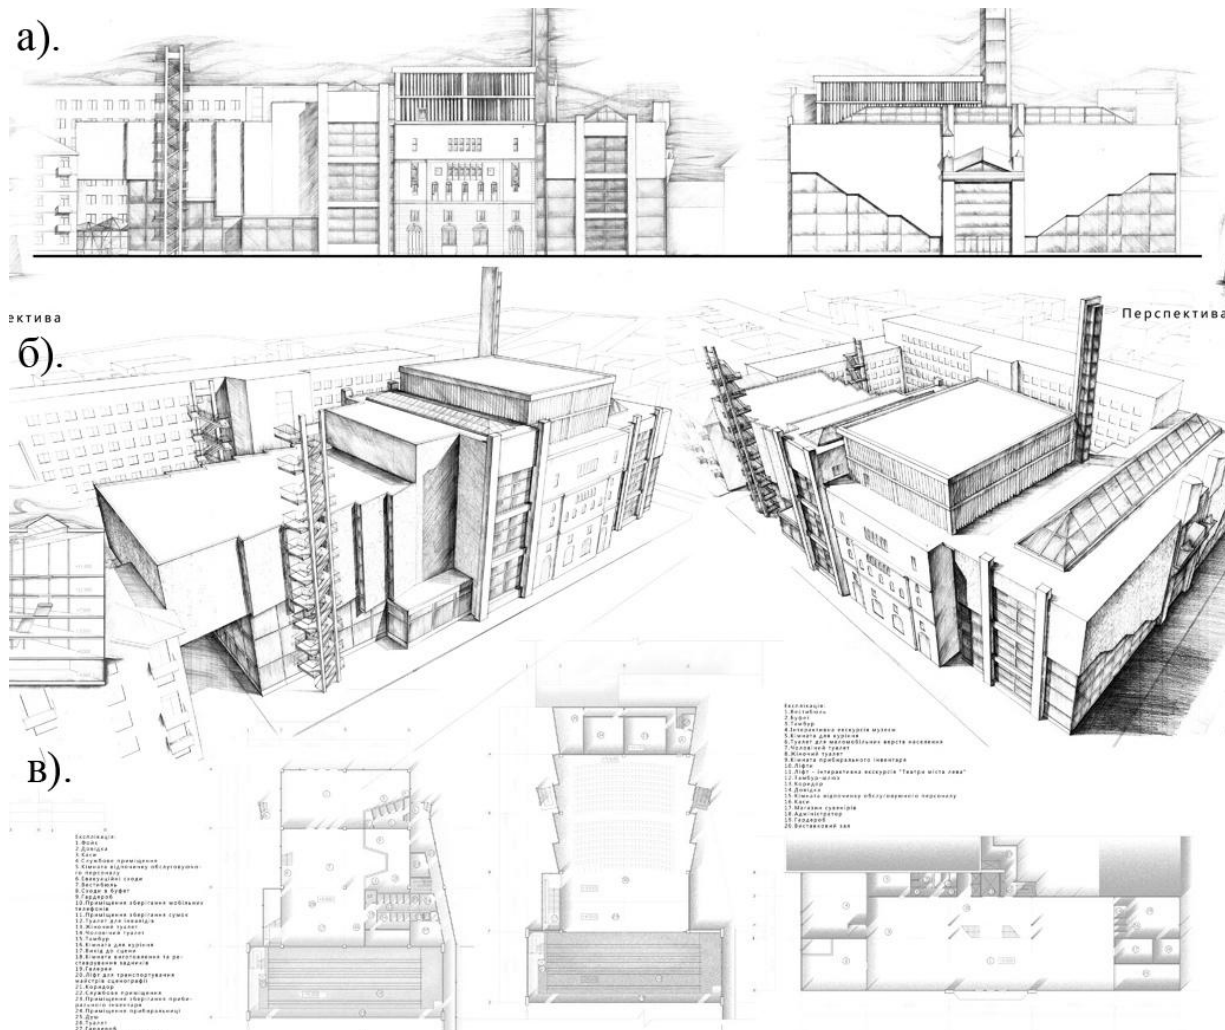 а).
ектива
Перспектива
б).
в).
Експлікація:
1.Вестибюль
2.Буфет
3.Тамбур
4.Інтерактивна екскурсія музеєм
5.Кімната для куріння
6.Туалет для маломобільних верств населення
7.Чоловічий туалет
8.Жіночий туалет
9.Кімната прибирального інвентаря
10.Ліфти
11.Ліфт - інтерактивна екскурсія "Театри міста лева"
12.Тамбур-шлюз
13.Коридор
14.Довідка
15.Кімната відпочинку обслуговуючого персоналу
16.Каси
17.Магазин сувенірів
18.Адміністратор
19.Гардероб
20.Виставковий зал
Експлікація:
1.Фойє
2.Довідка
3.Каси
4.Службове приміщення
5.Кімната відпочинку обслуговуючо-
го персоналу
6.Евакуаційні сходи
7.Вестибюль
8.Сходи в буфет
9.Гардероб
10.Приміщення зберігання мобільних
телефонів
11.Приміщення зберігання сумок
12.Туалет для інвалідів
13.Жіночий туалет
14.Чоловічий туалет
15.Тамбур
16.Кімната для куріння
17.Вихід до сцени
18.Кімната виготовлення та ре-
ставрування задників
19.Галереї
20.Ліфт для транспортування
майстрів сценографії
21.Коридор
22.Службове приміщення
23.Приміщення зберігання приби-
рального інвентаря
24.Приміщення прибиральниці
25.Душ
26.Туалет
27.Гардероб